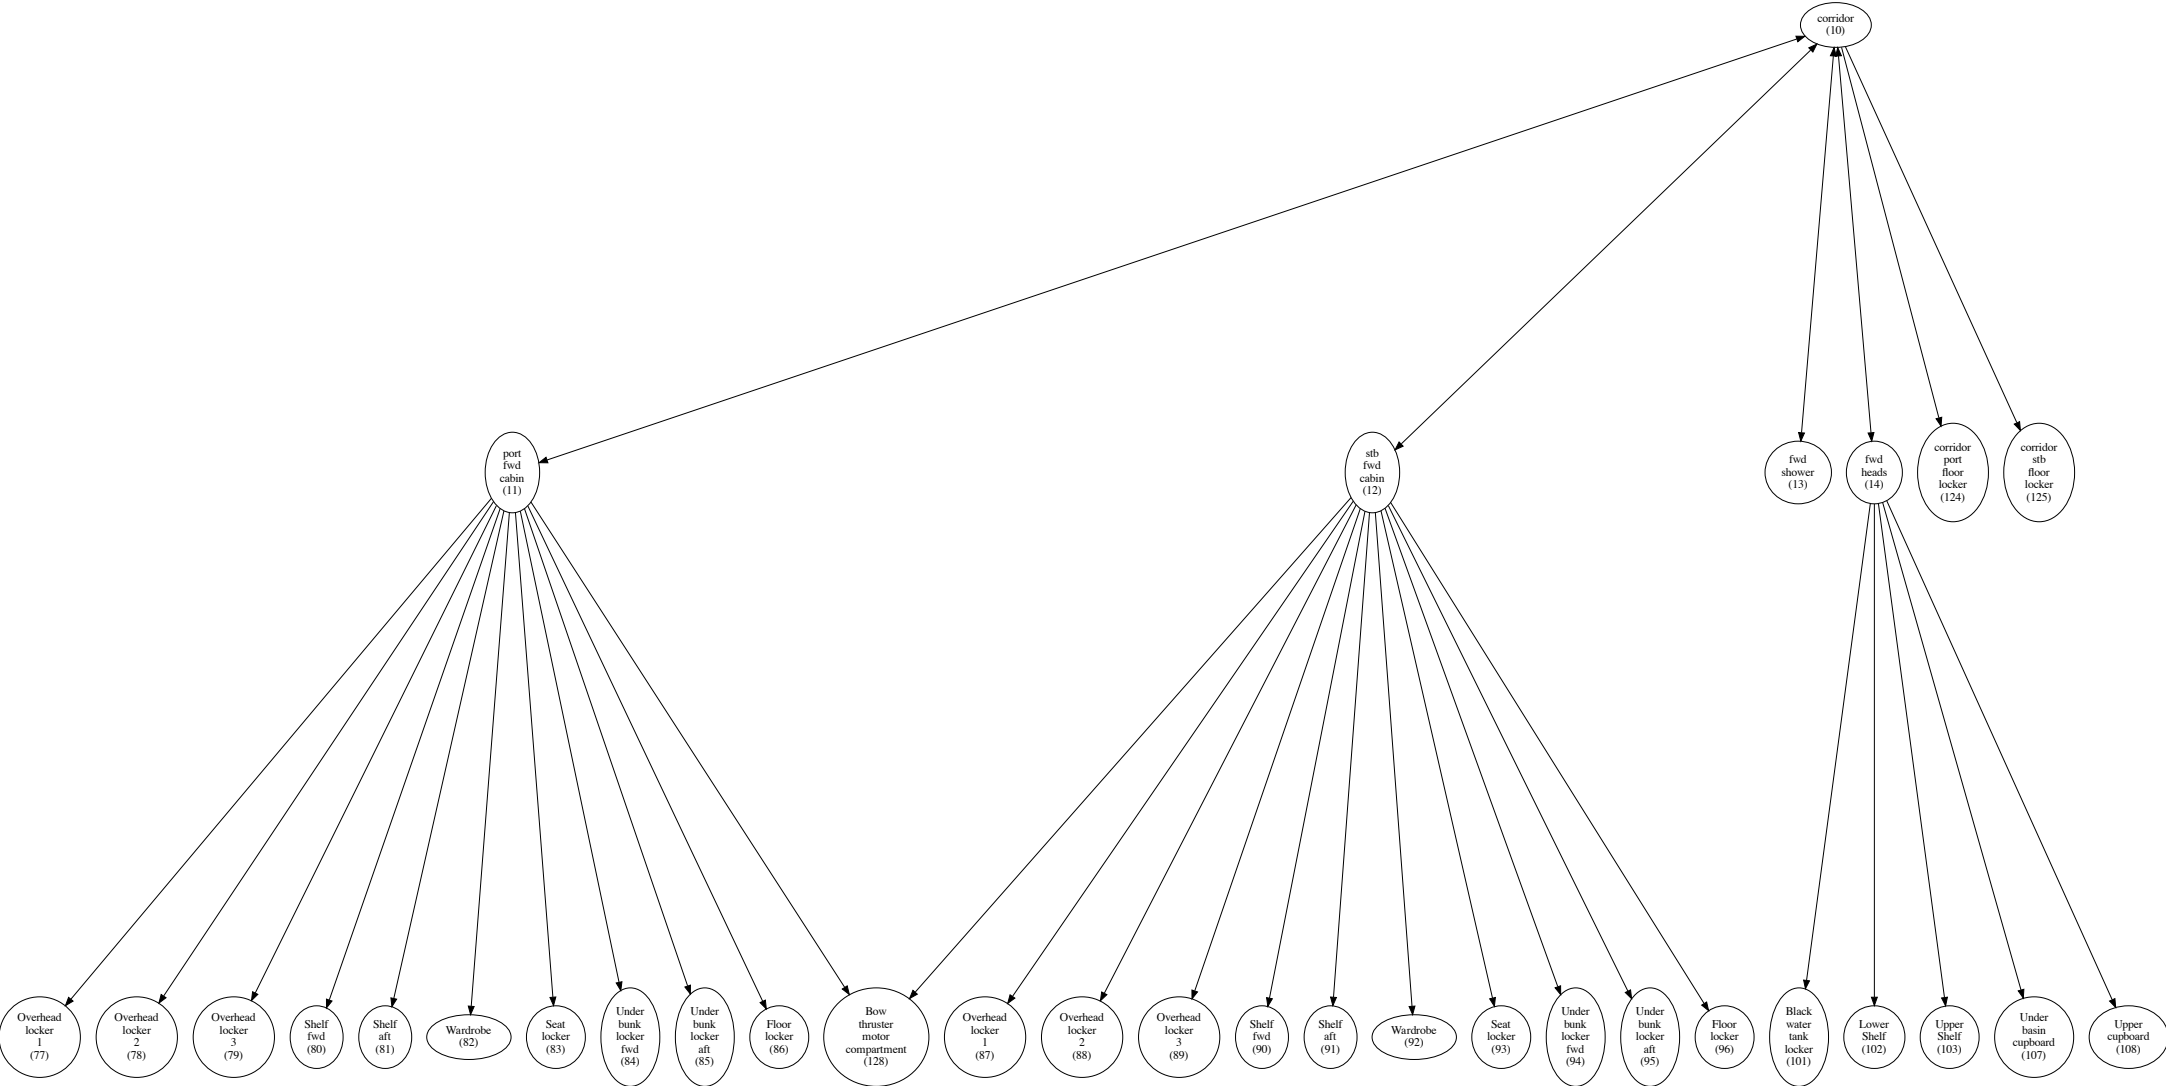 corridor
(10)
port
fwd
cabin
(11)
stb
fwd
cabin
(12)
fwd
shower
(13)
fwd
heads
(14)
corridor
port
floor
locker
(124)
corridor
stb
floor
locker
(125)
Overhead
locker
1
(77)
Overhead
locker
2
(78)
Overhead
locker
3
(79)
Shelf
fwd
(80)
Shelf
aft
(81)
Wardrobe
(82)
Seat
locker
(83)
Under
bunk
locker
fwd
(84)
Under
bunk
locker
aft
(85)
Floor
locker
(86)
Bow
thruster
motor
compartment
(128)
Overhead
locker
1
(87)
Overhead
locker
2
(88)
Overhead
locker
3
(89)
Shelf
fwd
(90)
Shelf
aft
(91)
Wardrobe
(92)
Seat
locker
(93)
Under
bunk
locker
fwd
(94)
Under
bunk
locker
aft
(95)
Floor
locker
(96)
Black
water
tank
locker
(101)
Lower
Shelf
(102)
Upper
Shelf
(103)
Under
basin
cupboard
(107)
Upper
cupboard
(108)